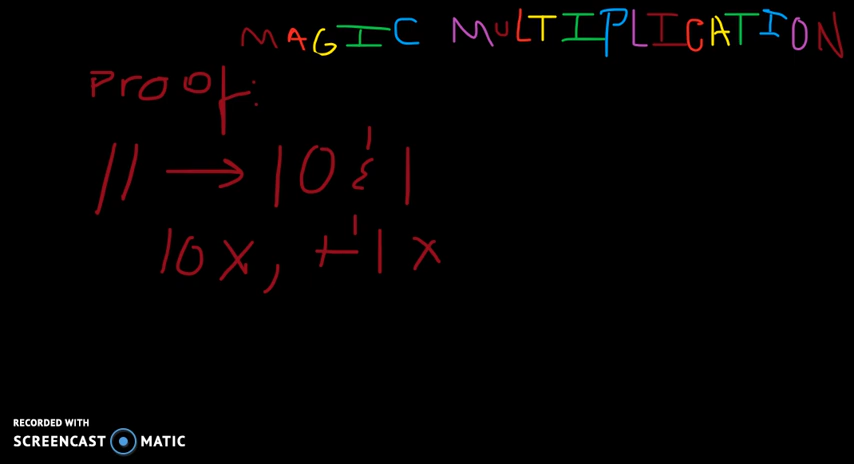 MAGIC MULTIPLICATION
Proof:
11 → 10 & 1
10x, + 1x
RECORDED WITH
SCREENCAST MATIC